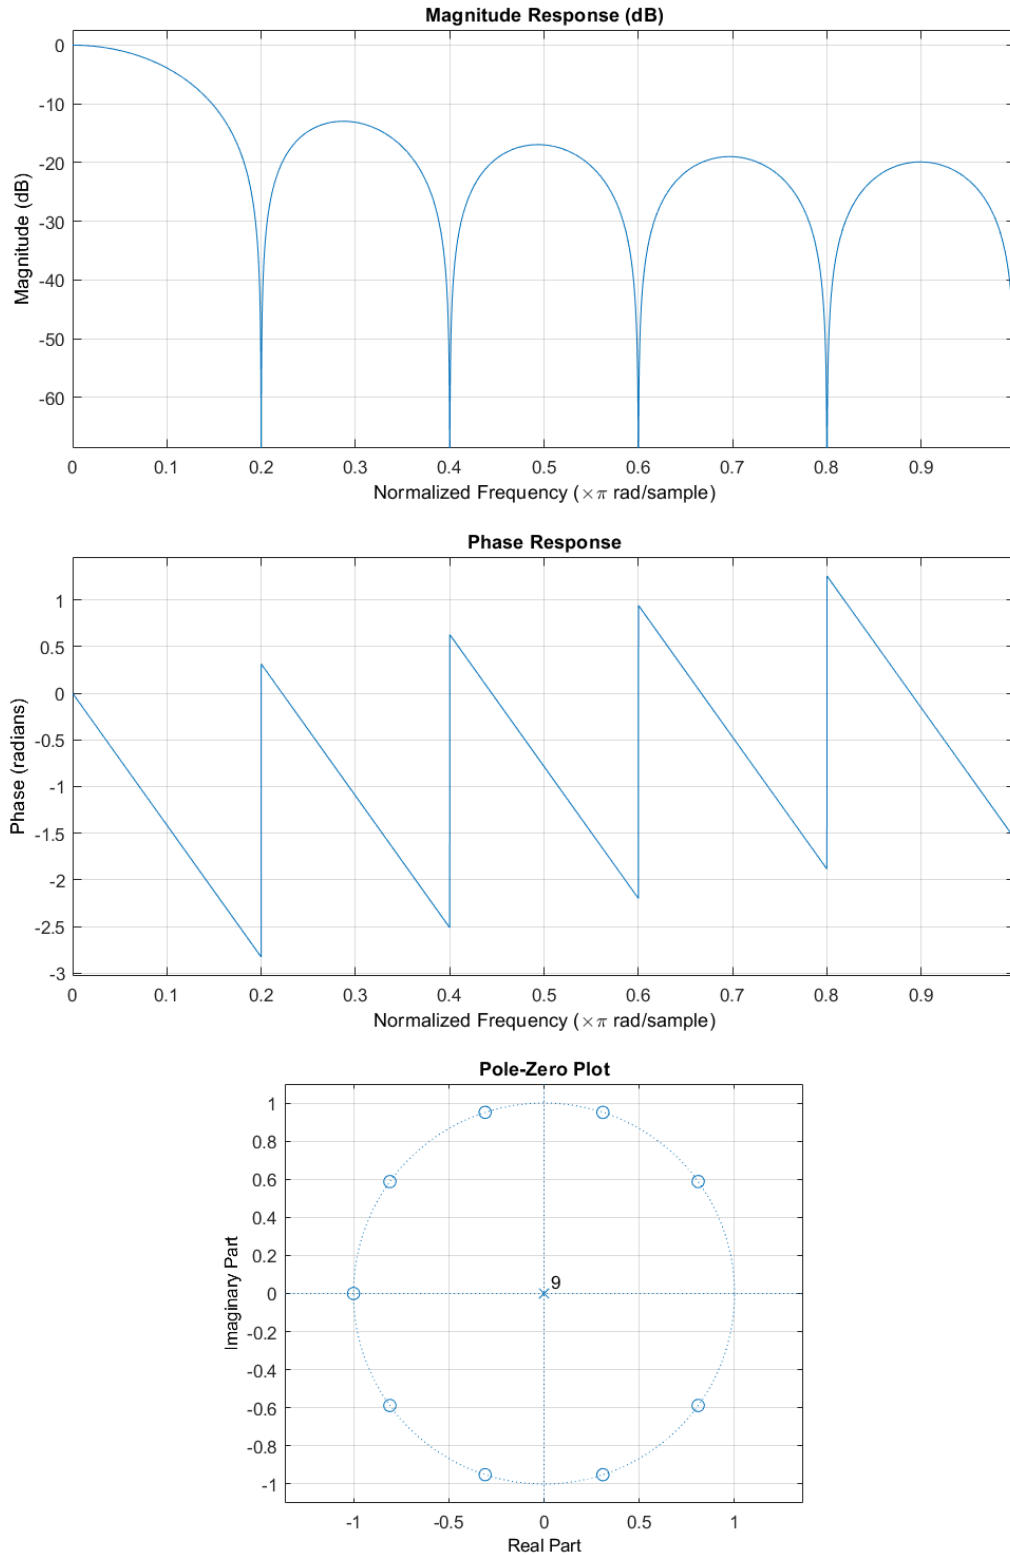 Magnitude Response (dB)
0
-10
-20
-30
-40
-50
-60
Magnitude (dB)
0 0.1 0.2 0.3 0.4 0.5 0.6 0.7 0.8 0.9
Normalized Frequency (×π rad/sample)
Phase Response
1
0.5
0
-0.5
-1
-1.5
-2
-2.5
-3
Phase (radians)
0 0.1 0.2 0.3 0.4 0.5 0.6 0.7 0.8 0.9
Normalized Frequency (×π rad/sample)
Pole-Zero Plot
1
0.8
0.6
0.4
0.2
0
-0.2
-0.4
-0.6
-0.8
-1
Imaginary Part
9
-1 -0.5 0 0.5 1
Real Part